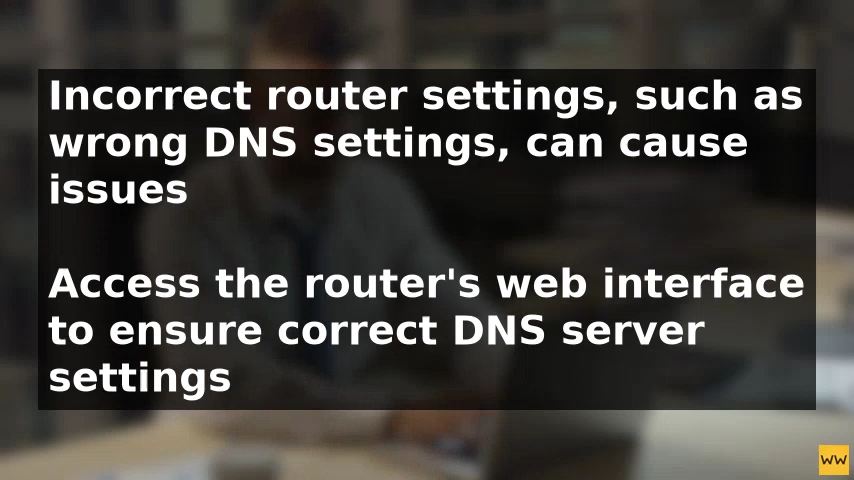 Incorrect router settings, such as
wrong DNS settings, can cause
issues
Access the router's web interface
to ensure correct DNS server
settings
WW